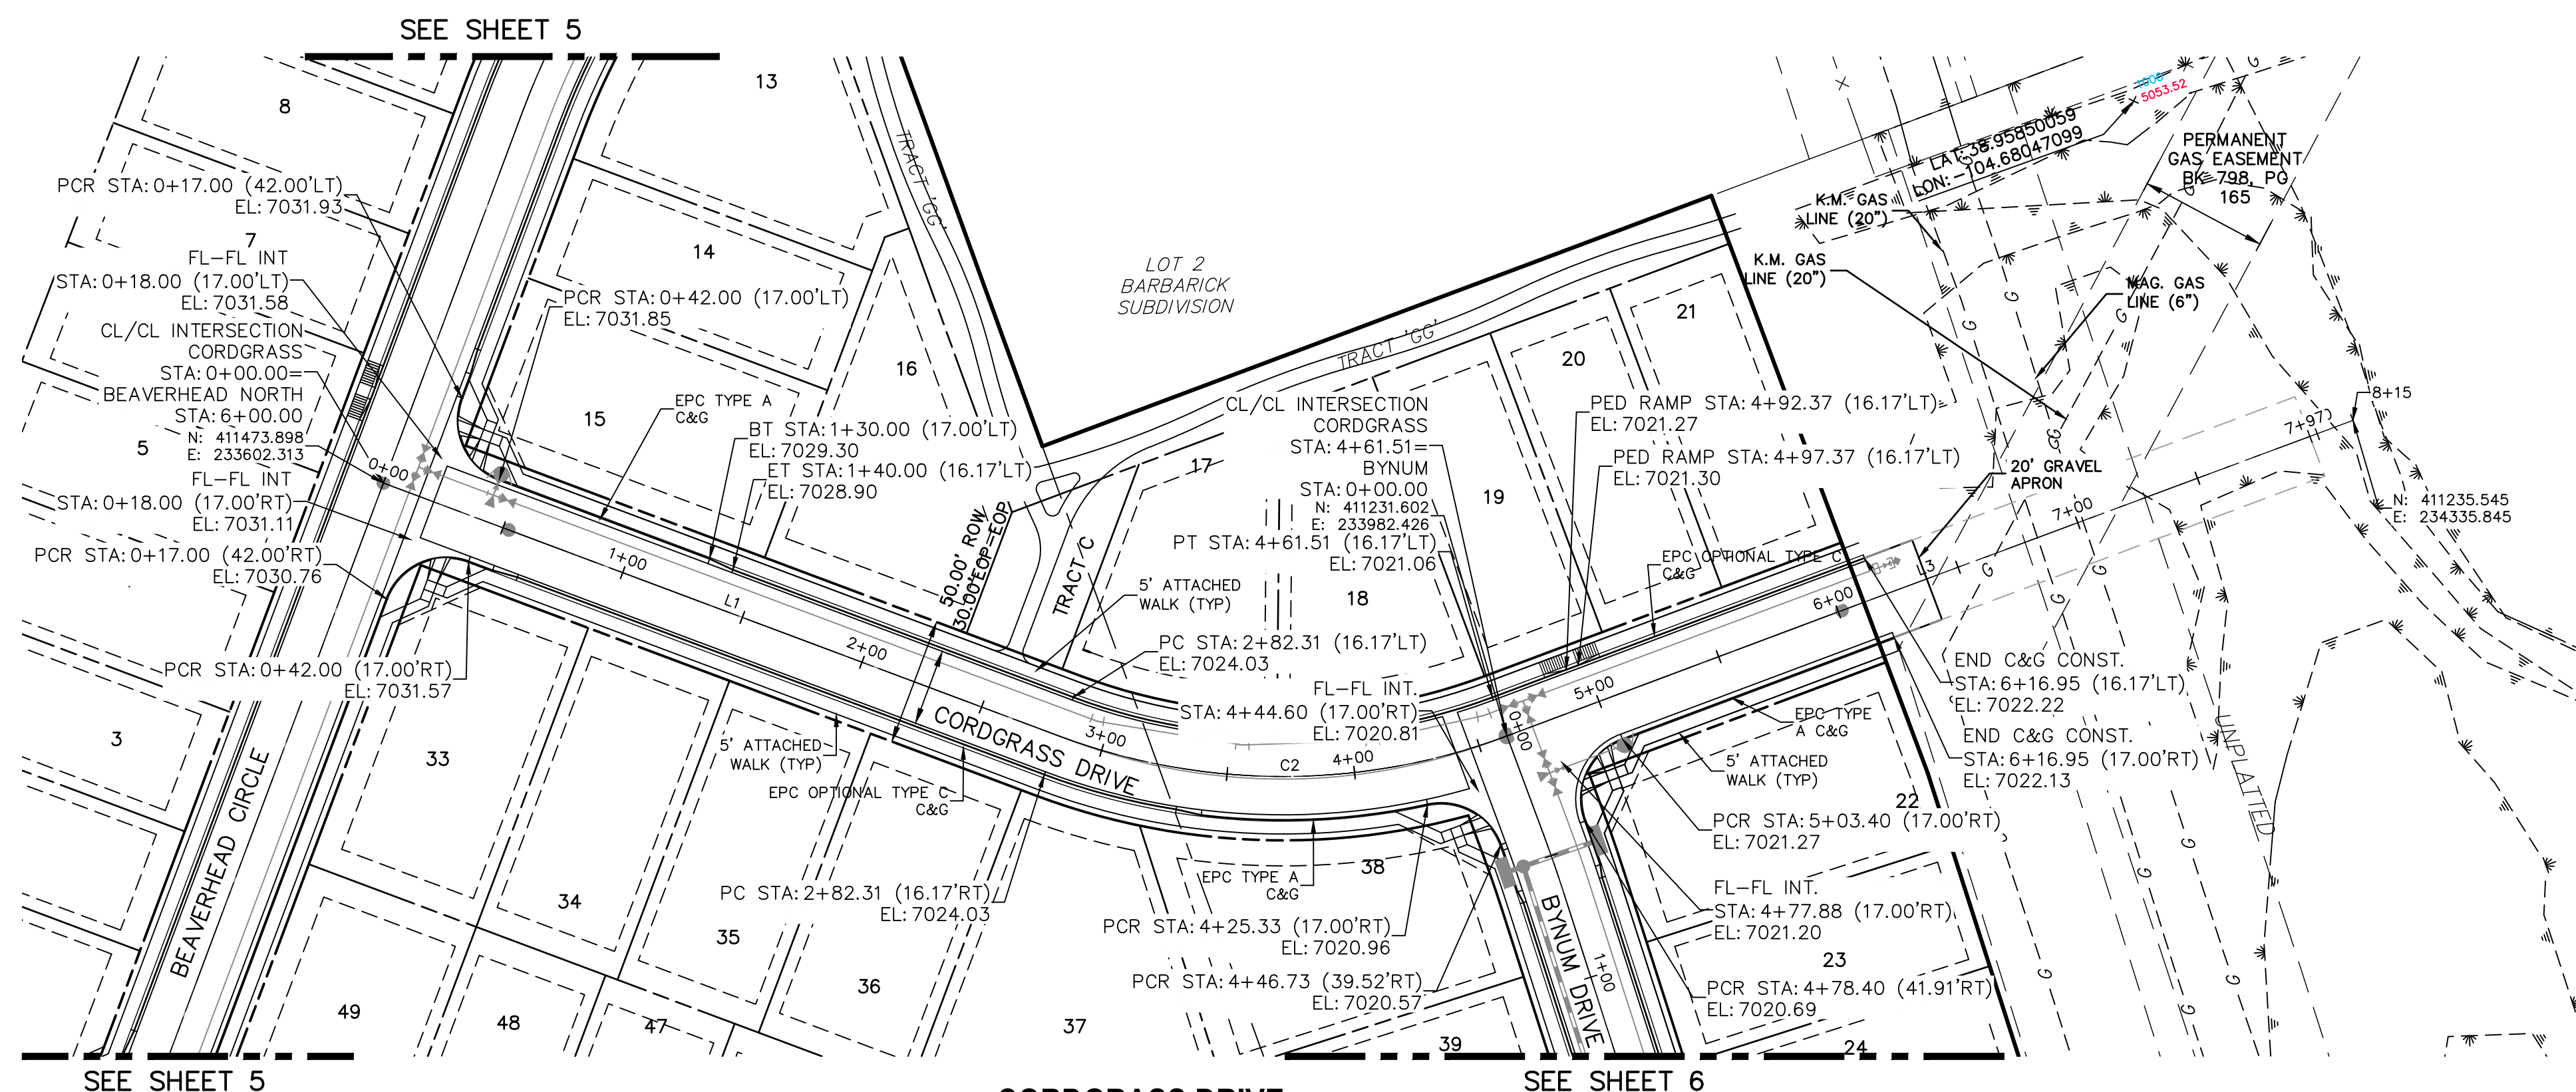 SEE SHEET 5
8
13
TRACT 'GG'
1000
5053.52
LAT: 38.95850059
LON: -104.68047099
PERMANENT
GAS EASEMENT
BK 798, PG
165
PCR STA: 0+17.00 (42.00'LT)
EL: 7031.93
7
14
FL-FL INT
STA: 0+18.00 (17.00'LT)
EL: 7031.58
PCR STA: 0+42.00 (17.00'LT)
EL: 7031.85
LOT 2
BARBARICK
SUBDIVISION
K.M. GAS
LINE (20")
K.M. GAS
LINE (20")
MAG. GAS
LINE (6")
CL/CL INTERSECTION
CORDGRASS
STA: 0+00.00=
BEAVERHEAD NORTH
STA: 6+00.00
N: 411473.898
E: 233602.313
5
FL-FL INT
STA: 0+18.00 (17.00'RT)
EL: 7031.11
PCR STA: 0+17.00 (42.00'RT)
EL: 7030.76
PCR STA: 0+42.00 (17.00'RT)
EL: 7031.57
15
16
EPC TYPE A
C&G
BT STA: 1+30.00 (17.00'LT)
EL: 7029.30
ET STA: 1+40.00 (16.17'LT)
EL: 7028.90
0+00
1+00
L1
2+00
50.00' ROW
30.00'EOP-EOP
TRACT C
17
TRACT 'GG'
20
21
CL/CL INTERSECTION
CORDGRASS
STA: 4+61.51=
BYNUM
STA: 0+00.00
N: 411231.602
E: 233982.426
PT STA: 4+61.51 (16.17'LT)
EL: 7021.06
19
PED RAMP STA: 4+92.37 (16.17'LT)
EL: 7021.27
PED RAMP STA: 4+97.37 (16.17'LT)
EL: 7021.30
20' GRAVEL
APRON
8+15
7+97
7+00
N: 411235.545
E: 234335.845
EPC OPTIONAL TYPE C
C&G
L3
6+00
5' ATTACHED
WALK (TYP)
18
PC STA: 2+82.31 (16.17'LT)
EL: 7024.03
FL-FL INT.
STA: 4+44.60 (17.00'RT)
EL: 7020.81
5+00
0+00
END C&G CONST.
STA: 6+16.95 (16.17'LT)
EL: 7022.22
END C&G CONST.
STA: 6+16.95 (17.00'RT)
EL: 7022.13
EPC TYPE
A C&G
5' ATTACHED
WALK (TYP)
3
33
5' ATTACHED
WALK (TYP)
CORDGRASS DRIVE
3+00
C2
4+00
EPC OPTIONAL TYPE C
C&G
UNPLATTED
22
PCR STA: 5+03.40 (17.00'RT)
EL: 7021.27
BEAVERHEAD CIRCLE
34
35
PC STA: 2+82.31 (16.17'RT)
EL: 7024.03
EPC TYPE A
C&G
38
PCR STA: 4+25.33 (17.00'RT)
EL: 7020.96
PCR STA: 4+46.73 (39.52'RT)
EL: 7020.57
FL-FL INT.
STA: 4+77.88 (17.00'RT)
EL: 7021.20
23
PCR STA: 4+78.40 (41.91'RT)
EL: 7020.69
BYNUM DRIVE
1+00
49
48
47
36
37
39
24
G
G
G
G
G
G
G
G
SEE SHEET 5
SEE SHEET 6
CORDGRASS DRIVE